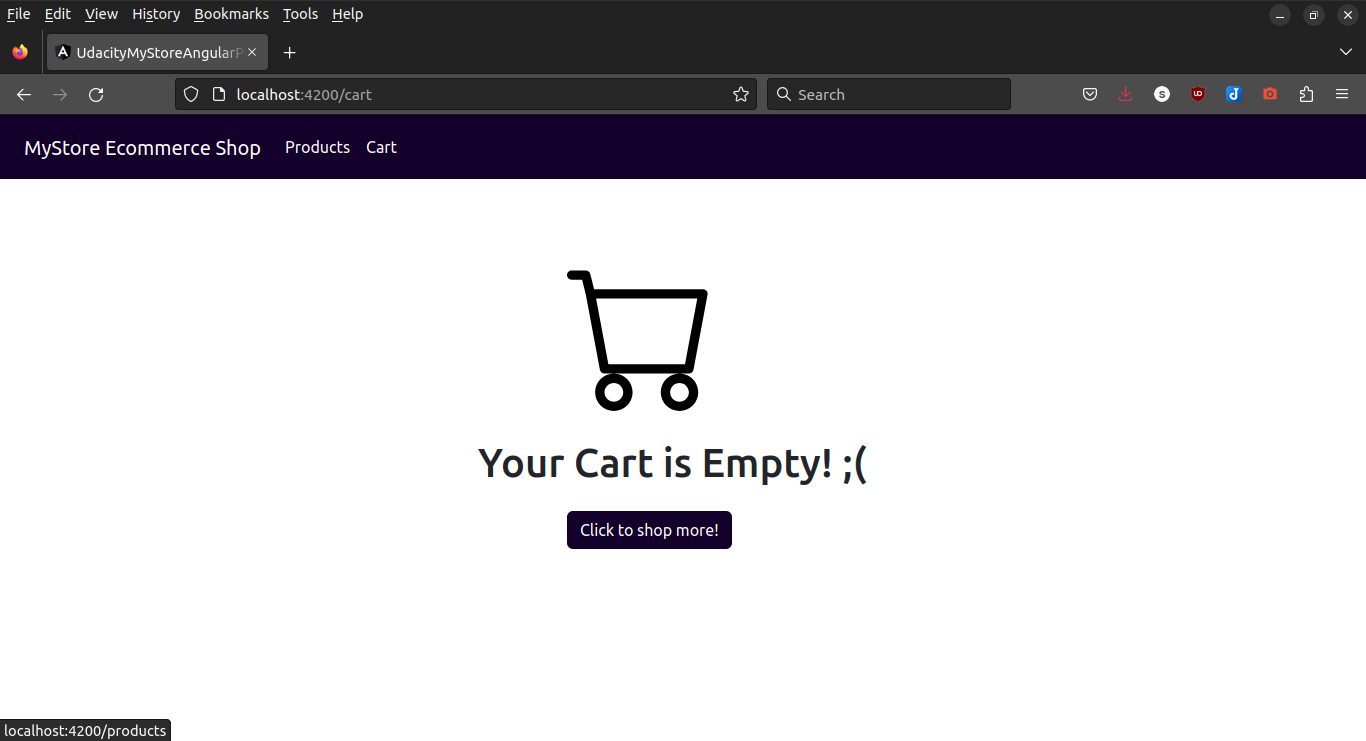 File Edit View History Bookmarks Tools Help
UdacityMyStoreAngularP
localhost:4200/cart
Search
S
MyStore Ecommerce Shop Products Cart
Your Cart is Empty! ;(
Click to shop more!
localhost:4200/products